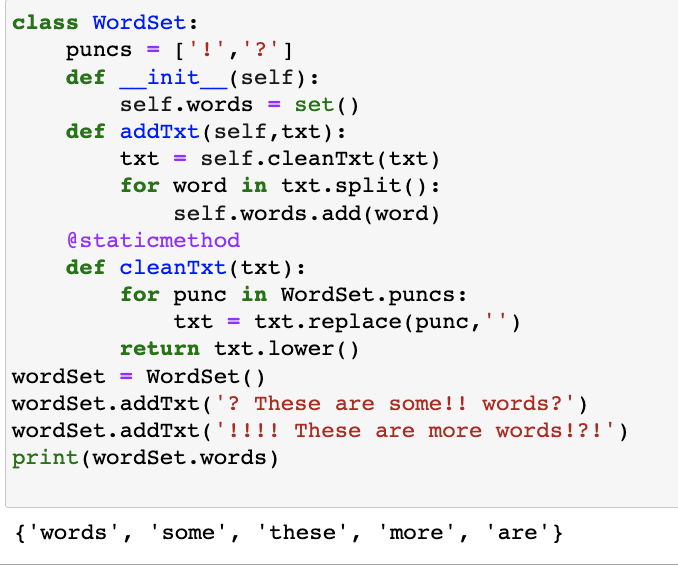 class WordSet:
    puncs = ['!','?']
    def __init__(self):
        self.words = set()
    def addTxt(self,txt):
        txt = self.cleanTxt(txt)
        for word in txt.split():
            self.words.add(word)
    @staticmethod
    def cleanTxt(txt):
        for punc in WordSet.puncs:
            txt = txt.replace(punc,'')
        return txt.lower()
wordSet = WordSet()
wordSet.addTxt('? These are some!! words?')
wordSet.addTxt('!!!! These are more words!?!')
print(wordSet.words)
{'words', 'some', 'these', 'more', 'are'}